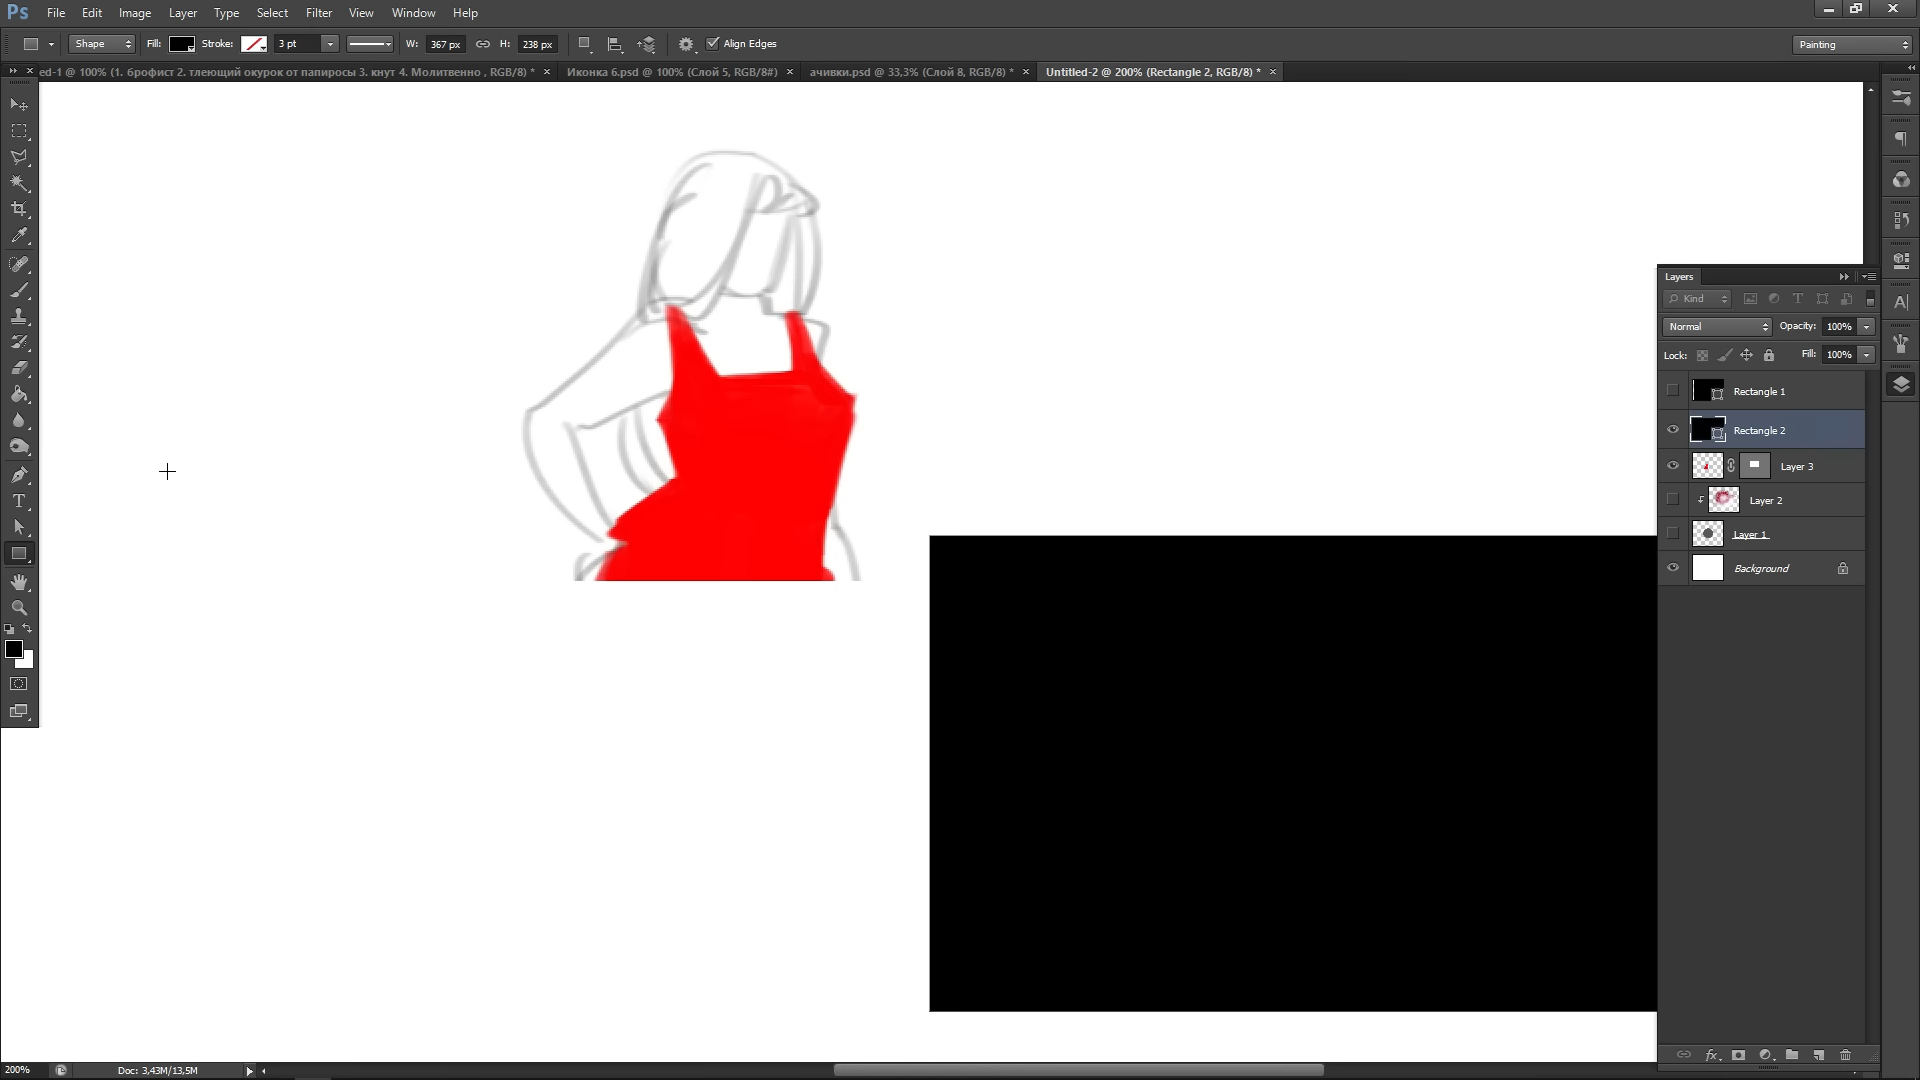 Ps File Edit Image Layer Type Select Filter View Window Help
Shape Fill: Stroke: 3 pt W: 367 px H: 238 px Align Edges Painting
ed-1 @ 100% (1. брофист 2. тлеющий окурок от папиросы 3. кнут 4. Молитвенно , RGB/8) * × Иконка 6.psd @ 100% (Слой 5, RGB/8#) × ачивки.psd @ 33,3% (Слой 8, RGB/8) * × Untitled-2 @ 200% (Rectangle 2, RGB/8) * ×
Layers
Kind
Normal Opacity: 100%
Lock: Fill: 100%
Rectangle 1
Rectangle 2
Layer 3
Layer 2
Layer 1
Background
200% Doc: 3,43M/13,5M